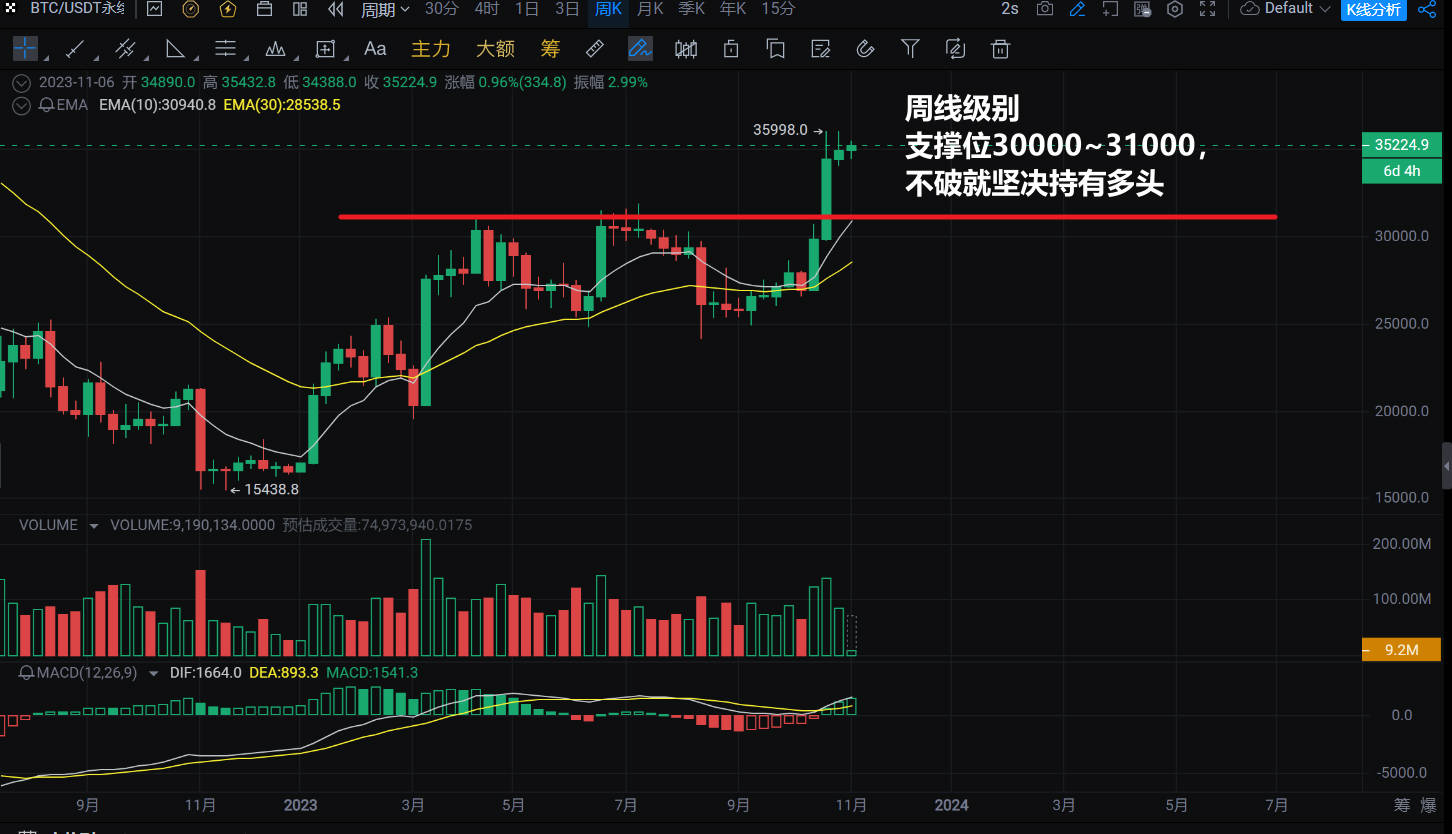 BTC/USDT永
周期 30分 4时 1日 3日 周K 月K 季K 年K 15分 2s Default K线分析
Aa 主力 大额 筹
2023-11-06 开 34890.0 高 35432.8 低 34388.0 收 35224.9 涨幅 0.96%(334.8) 振幅 2.99%
EMA EMA(10):30940.8 EMA(30):28538.5
周线级别
35998.0
支撑位30000~31000，
35224.9
6d 4h
不破就坚决持有多头
30000.0
25000.0
20000.0
15438.8
15000.0
VOLUME VOLUME:9,190,134.0000 预估成交量:74,973,940.0175
200.00M
100.00M
9.2M
MACD(12,26,9) DIF:1664.0 DEA:893.3 MACD:1541.3
0.0
-5000.0
9月 11月 2023 3月 5月 7月 9月 11月 2024 3月 5月 7月 筹 爆